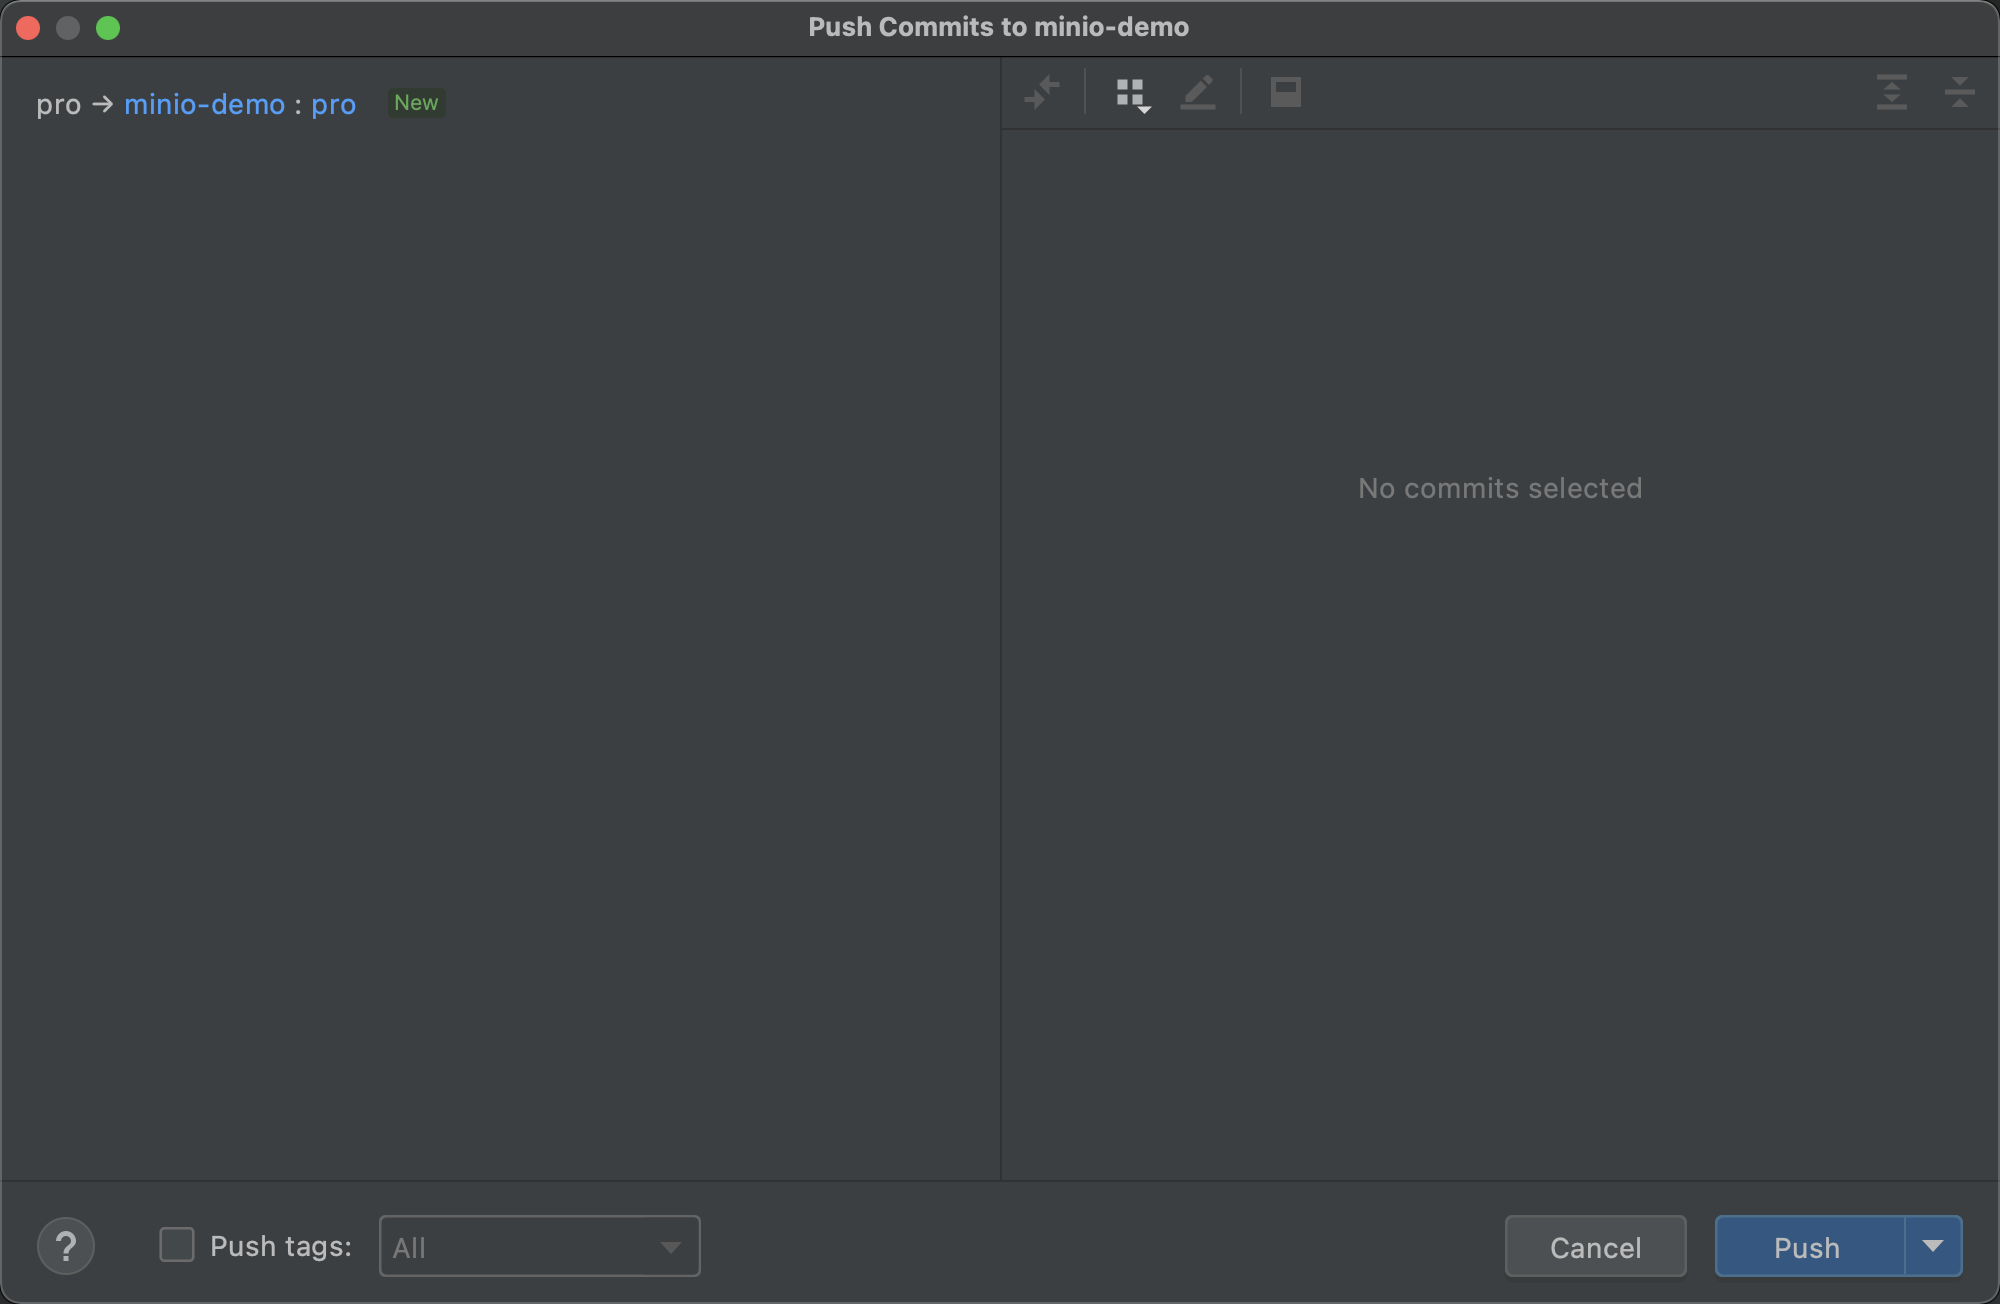 Push Commits to minio-demo
pro → minio-demo : pro New
No commits selected
? Push tags: All Cancel Push